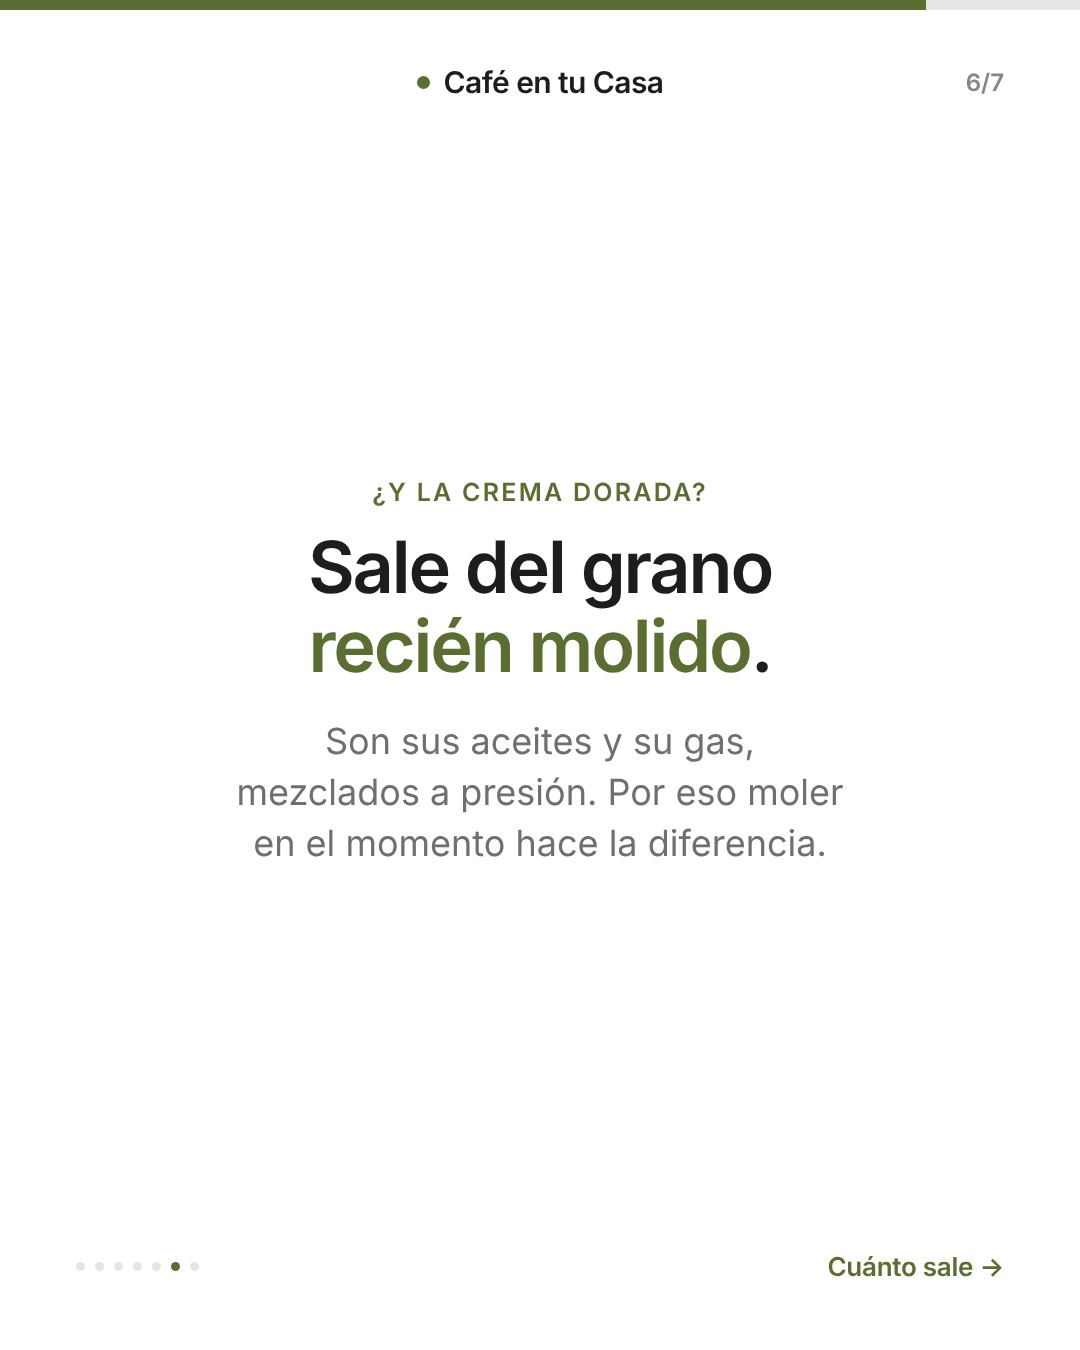 Café en tu Casa
6/7
¿Y LA CREMA DORADA?
Sale del grano
recién molido.
Son sus aceites y su gas,
mezclados a presión. Por eso moler
en el momento hace la diferencia.
Cuánto sale →